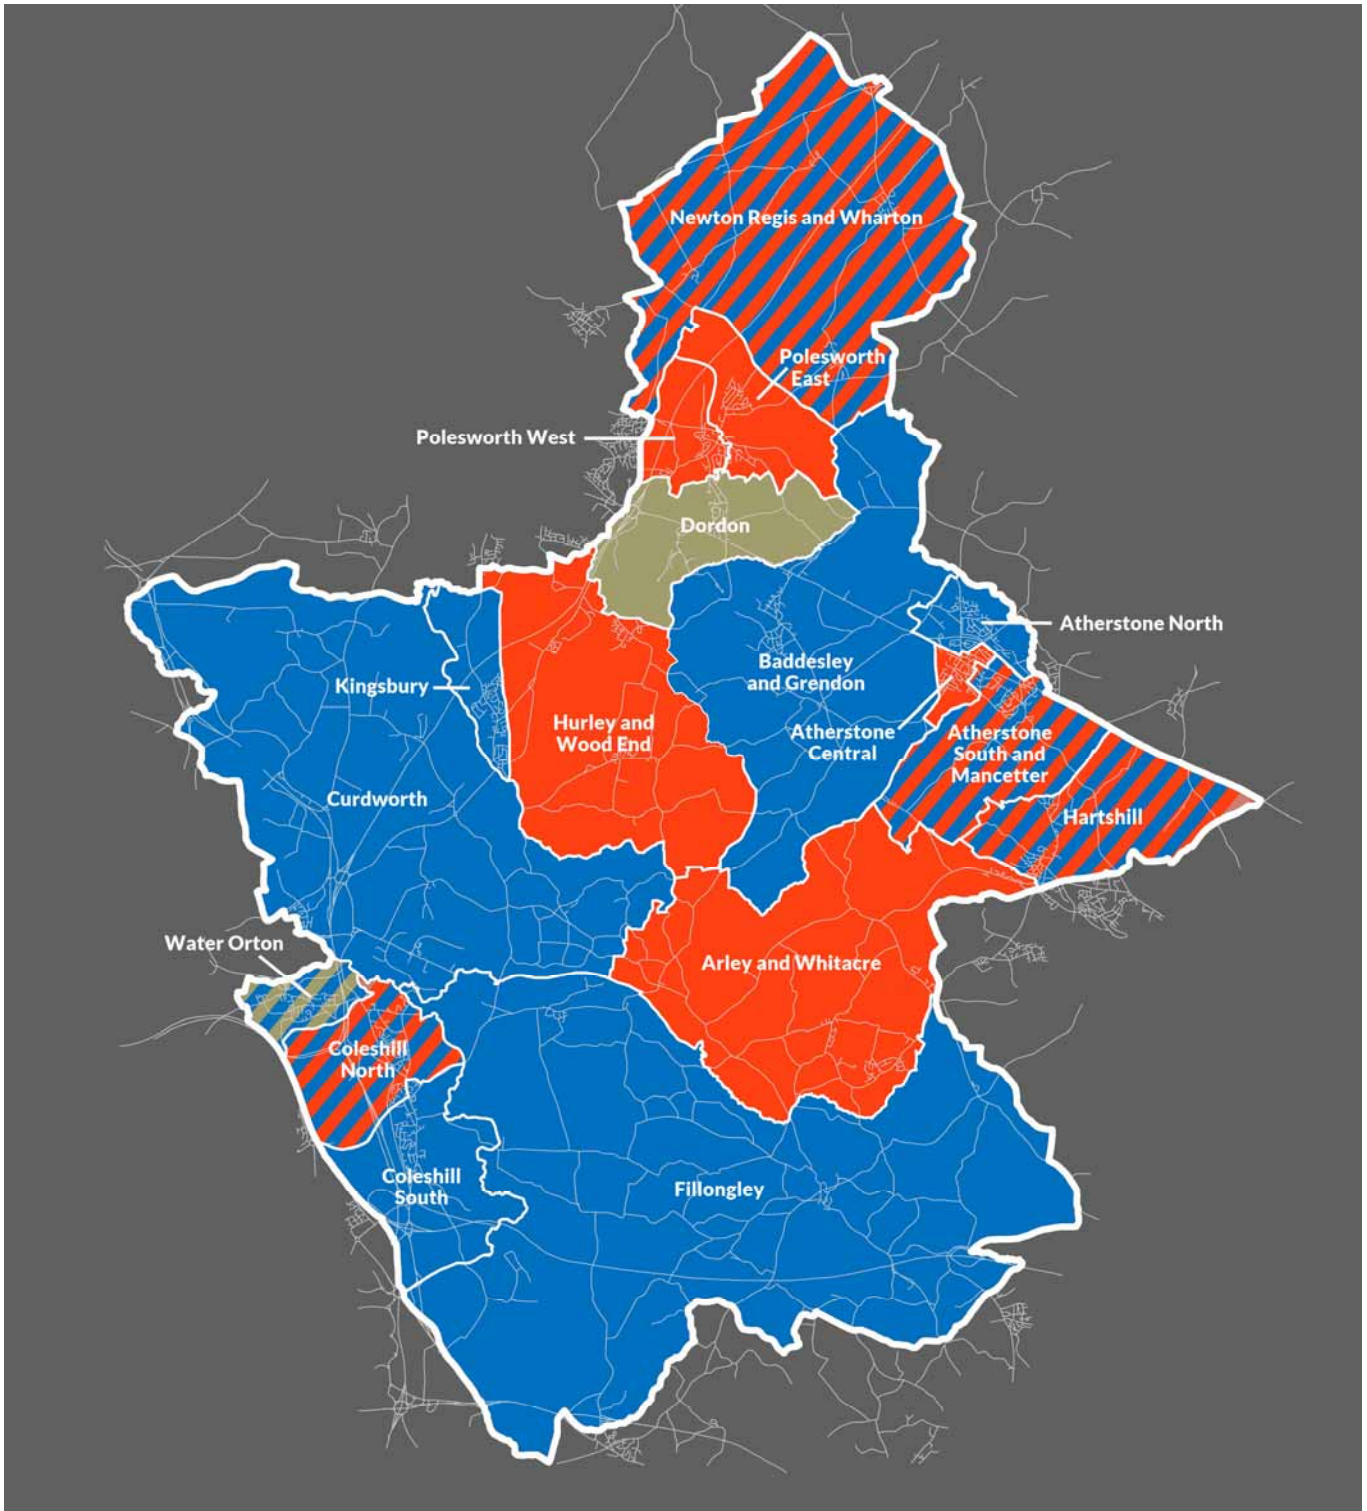 Newton Regis and Wharton
Polesworth
East
Polesworth West
Dordon
Atherstone North
Baddesley
and Grendon
Kingsbury
Hurley and
Wood End
Atherstone
Central
Atherstone
South and
Mancetter
Curdworth
Hartshill
Water Orton
Arley and Whitacre
Coleshill
North
Coleshill
South
Fillongley